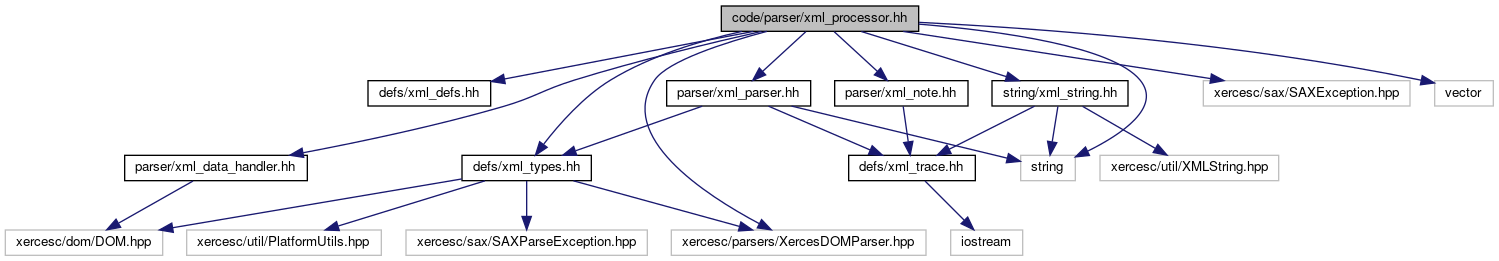 code/parser/xml_processor.hh
defs/xml_defs.hh
parser/xml_parser.hh
parser/xml_note.hh
string/xml_string.hh
xercesc/sax/SAXException.hpp
vector
parser/xml_data_handler.hh
defs/xml_types.hh
defs/xml_trace.hh
string
xercesc/util/XMLString.hpp
xercesc/dom/DOM.hpp
xercesc/util/PlatformUtils.hpp
xercesc/sax/SAXParseException.hpp
xercesc/parsers/XercesDOMParser.hpp
iostream